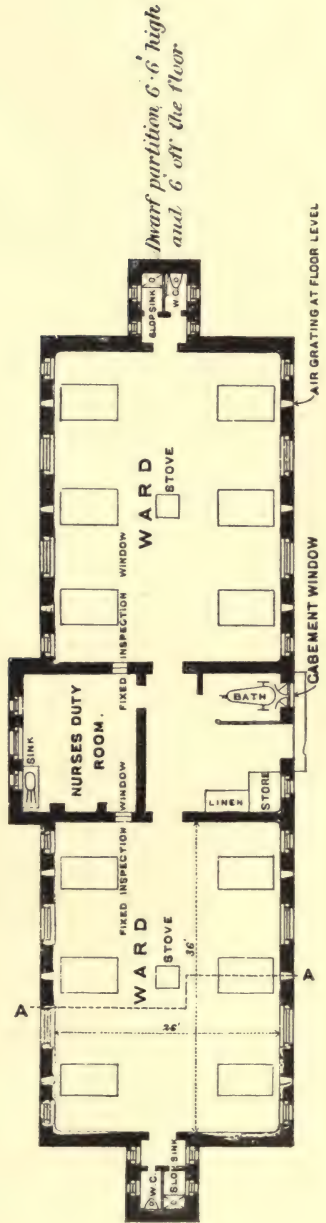 Dwarf partition 6'·6' high
and 6' off the floor
SLOP SINK
W.C.
AIR GRATING AT FLOOR LEVEL
WARD
STOVE
FIXED INSPECTION WINDOW
BATH
CASEMENT WINDOW
SINK
NURSES DUTY
ROOM.
LINEN
STORE
FIXED INSPECTION WINDOW
WARD
STOVE
36'
26'
A
A
W.C.
SLOP SINK